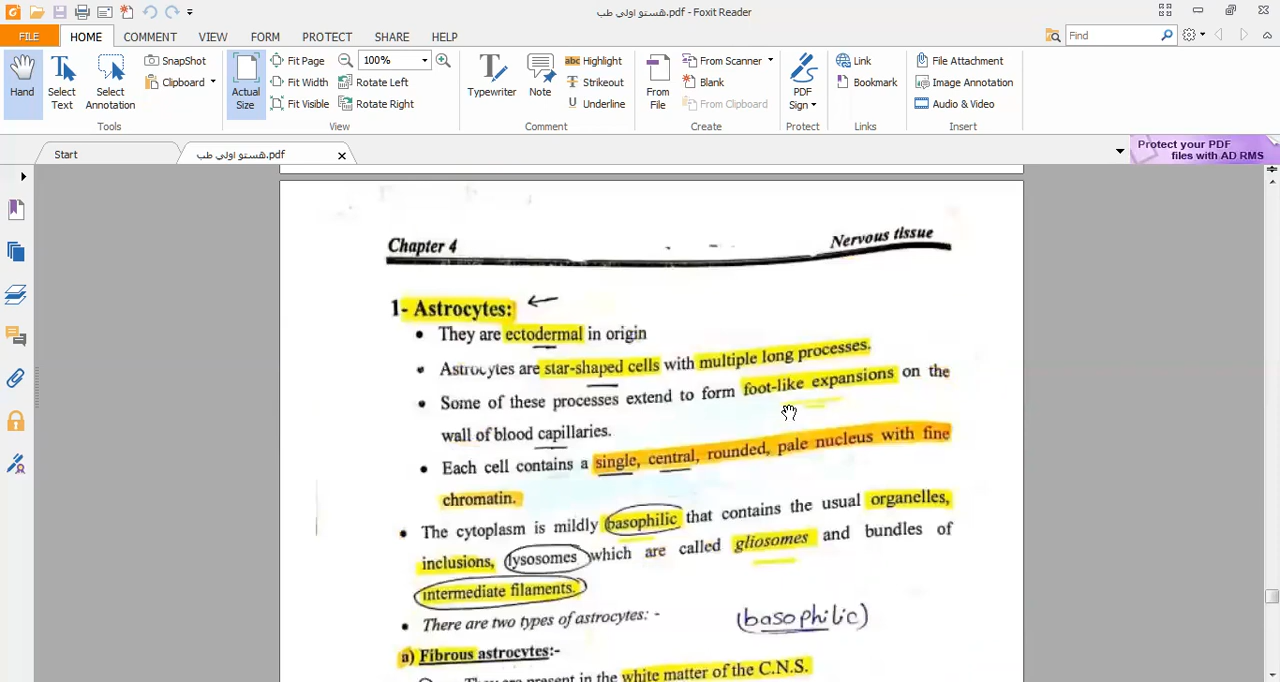 هستو اولي طب.pdf - Foxit Reader
FILE HOME COMMENT VIEW FORM PROTECT SHARE HELP
Find
Hand
Select Text
Select Annotation
SnapShot
Clipboard
Tools
Actual Size
Fit Page
Fit Width
Fit Visible
100%
Rotate Left
Rotate Right
View
Typewriter
Note
abc Highlight
Strikeout
U Underline
Comment
From File
From Scanner
Blank
From Clipboard
Create
PDF Sign
Protect
Link
Bookmark
Links
File Attachment
Image Annotation
Audio & Video
Insert
Start
هستو اولي طب.pdf
Protect your PDF
files with AD RMS
Chapter 4 Nervous tissue
1- Astrocytes:
• They are ectodermal in origin
• Astrocytes are star-shaped cells with multiple long processes.
• Some of these processes extend to form foot-like expansions on the
wall of blood capillaries.
• Each cell contains a single, central, rounded, pale nucleus with fine
chromatin.
• The cytoplasm is mildly basophilic that contains the usual organelles,
inclusions, lysosomes which are called gliosomes and bundles of
intermediate filaments.
• There are two types of astrocytes: -
(basophilic)
a) Fibrous astrocytes:-
They are present in the white matter of the C.N.S.